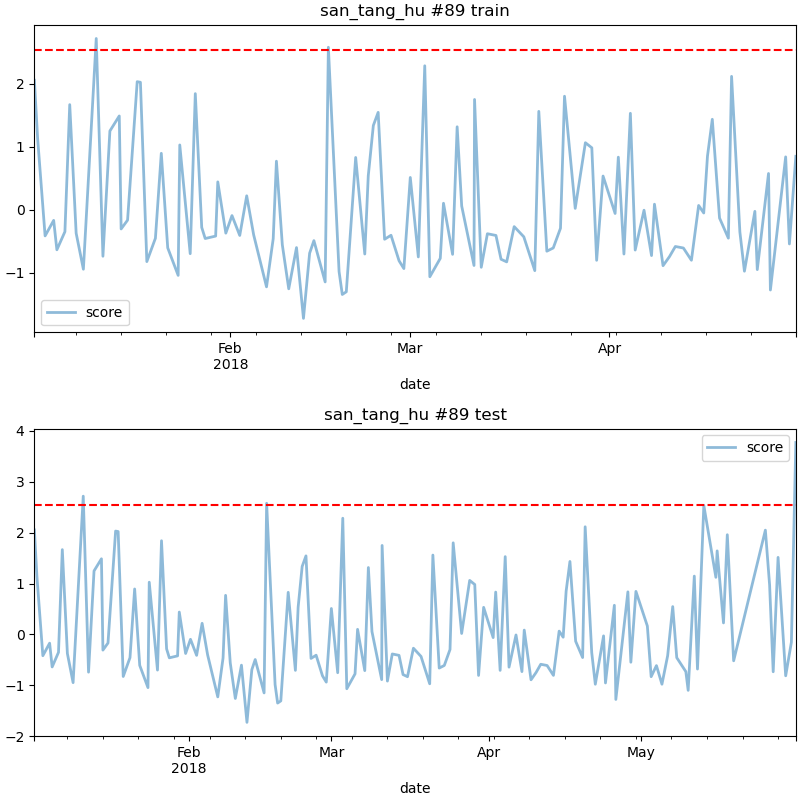 san_tang_hu #89 train
2
1
0
−1
score
Feb
2018
Mar
Apr
date
san_tang_hu #89 test
4
3
2
1
0
−1
−2
score
Feb
2018
Mar
Apr
May
date